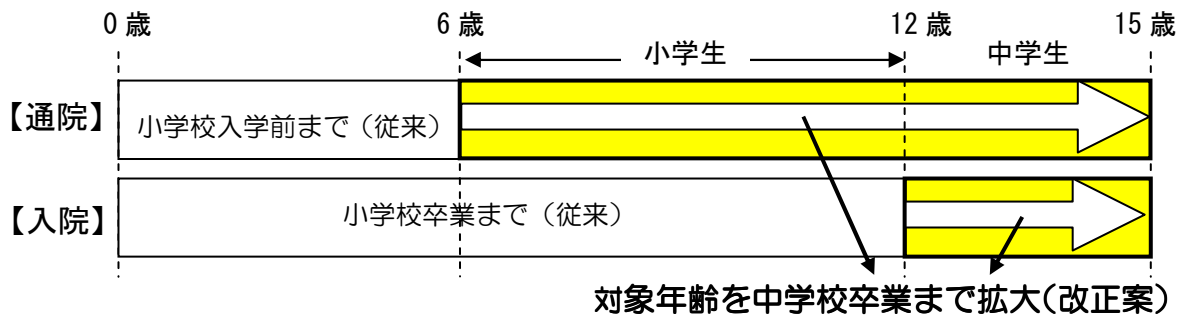 0 歳 6 歳 12 歳 15 歳
小学生 中学生
【通院】 小学校入学前まで（従来）
【入院】 小学校卒業まで（従来）
対象年齢を中学校卒業まで拡大(改正案)